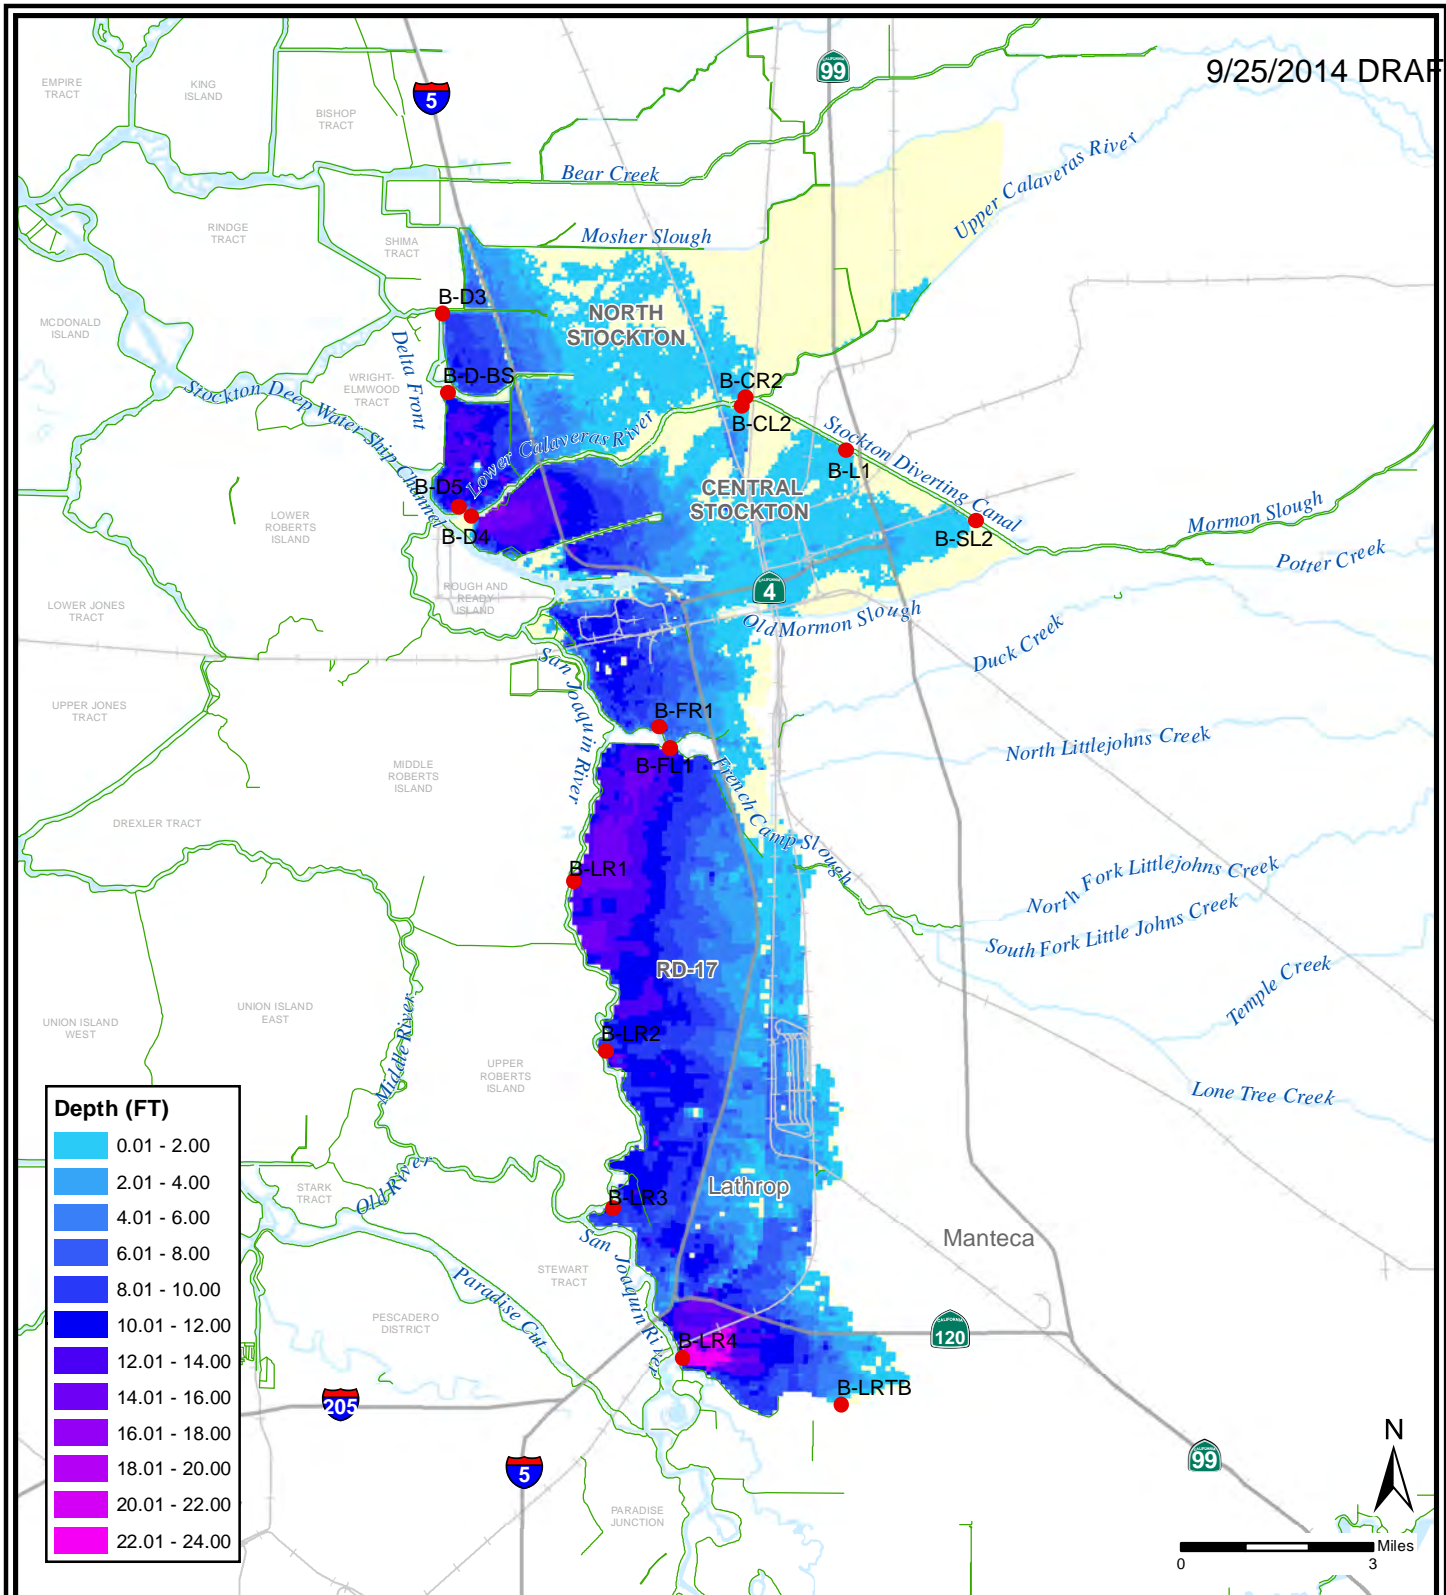 9/25/2014 DRAF
EMPIRE
TRACT
KING
ISLAND
BISHOP
TRACT
5
CALIFORNIA
99
Bear Creek
Upper Calaveras River
RINDGE
TRACT
SHIMA
TRACT
Mosher Slough
B-D3
NORTH
STOCKTON
MCDONALD
ISLAND
Delta Front
WRIGHT-
ELMWOOD
TRACT
B-D-BS
B-CR2
B-CL2
Stockton Deep Water Ship Channel
Lower Calaveras River
Stockton Diverting Canal
B-L1
B-D5
CENTRAL
STOCKTON
LOWER
ROBERTS
ISLAND
B-D4
B-SL2
Mormon Slough
Potter Creek
ROUGH AND
READY
ISLAND
CALIFORNIA
4
LOWER JONES
TRACT
Old Mormon Slough
Duck Creek
San Joaquin River
UPPER JONES
TRACT
B-FR1
B-FL1
North Littlejohns Creek
MIDDLE
ROBERTS
ISLAND
French Camp Slough
DREXLER TRACT
B-LR1
North Fork Littlejohns Creek
South Fork Little Johns Creek
RD-17
Temple Creek
UNION ISLAND
EAST
UNION ISLAND
WEST
Middle River
B-LR2
UPPER
ROBERTS
ISLAND
Lone Tree Creek
Depth (FT)
0.01 - 2.00
2.01 - 4.00
4.01 - 6.00
6.01 - 8.00
8.01 - 10.00
10.01 - 12.00
12.01 - 14.00
14.01 - 16.00
16.01 - 18.00
18.01 - 20.00
20.01 - 22.00
22.01 - 24.00
STARK
TRACT
Old River
Lathrop
B-LR3
San Joaquin River
Manteca
STEWART
TRACT
Paradise Cut
PESCADERO
DISTRICT
CALIFORNIA
120
B-LR4
B-LRTB
205
5
CALIFORNIA
99
N
PARADISE
JUNCTION
Miles
0 3